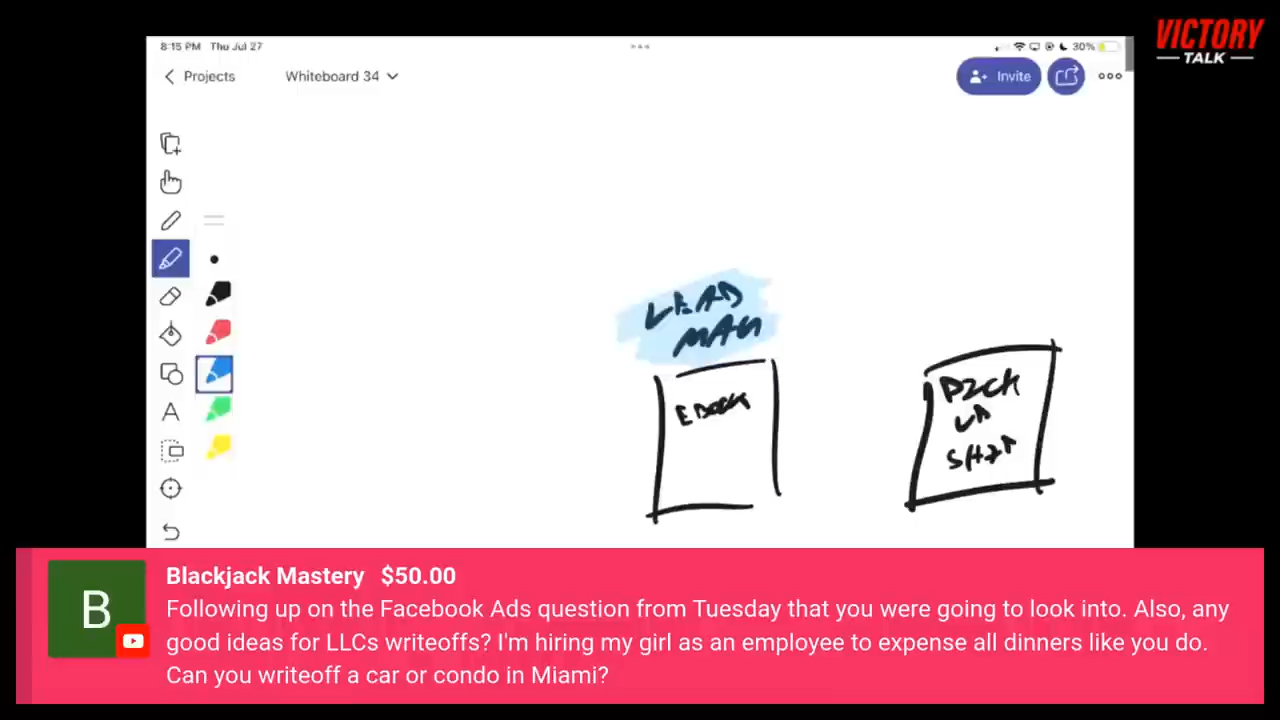 VICTORY
TALK
8:15 PM Thu Jul 27
30%
Projects
Whiteboard 34
Invite
LEAD
MAG
EBOOK
PICK
UP
SHIP
B
Blackjack Mastery $50.00
Following up on the Facebook Ads question from Tuesday that you were going to look into. Also, any
good ideas for LLCs writeoffs? I'm hiring my girl as an employee to expense all dinners like you do.
Can you writeoff a car or condo in Miami?